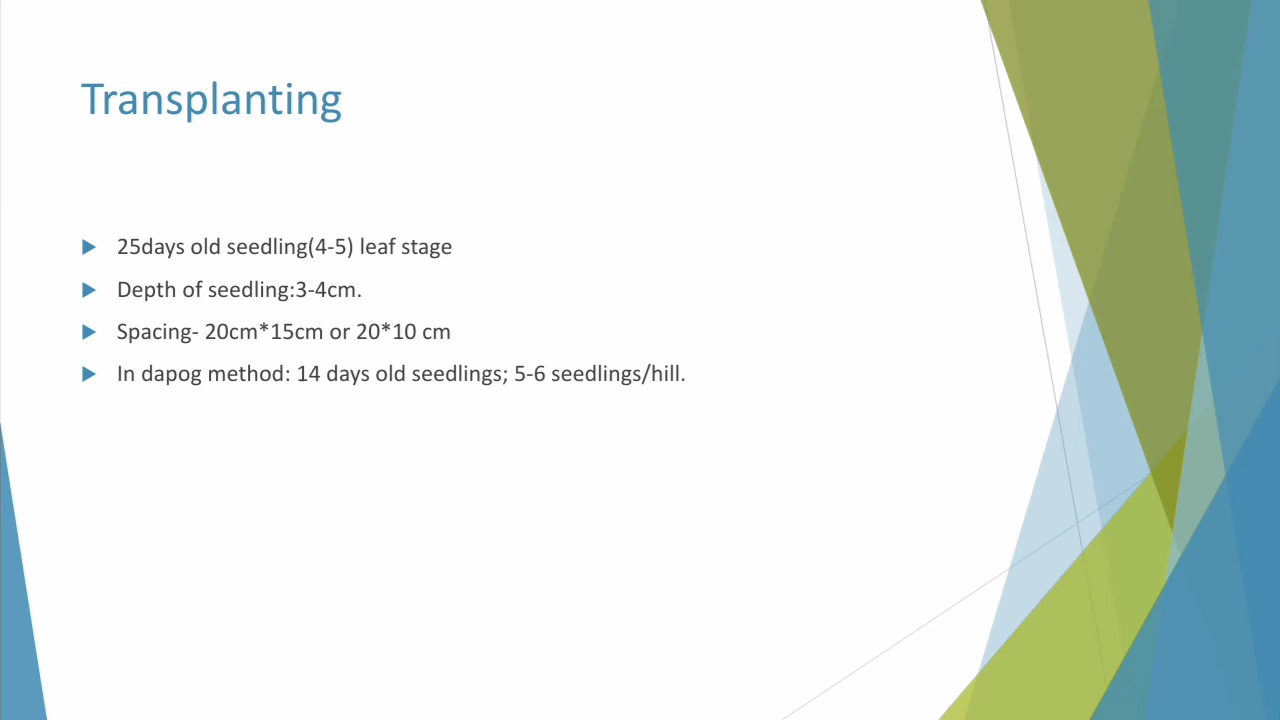 Transplanting
25days old seedling(4-5) leaf stage
Depth of seedling:3-4cm.
Spacing- 20cm*15cm or 20*10 cm
In dapog method: 14 days old seedlings; 5-6 seedlings/hill.